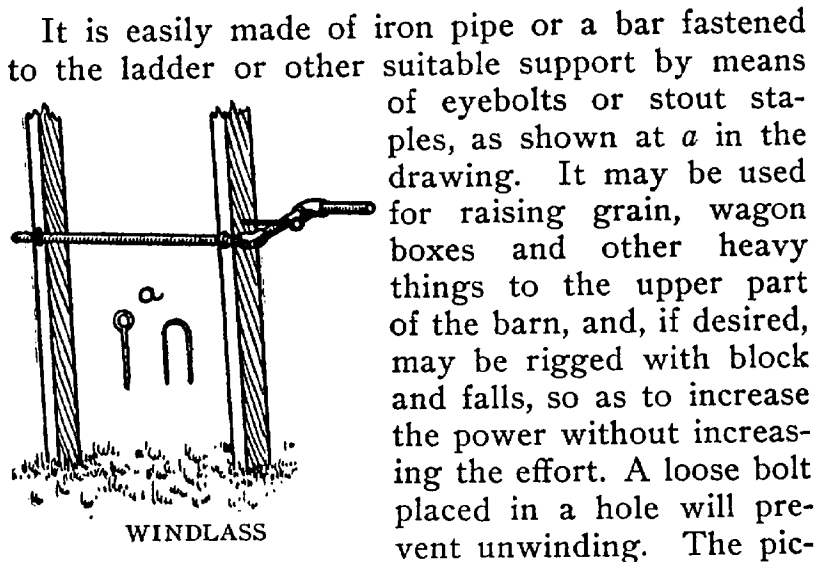 It is easily made of iron pipe or a bar fastened
to the ladder or other suitable support by means
of eyebolts or stout sta-
ples, as shown at a in the
drawing. It may be used
for raising grain, wagon
boxes and other heavy
things to the upper part
of the barn, and, if desired,
may be rigged with block
and falls, so as to increase
the power without increas-
ing the effort. A loose bolt
placed in a hole will pre-
vent unwinding. The pic-
a
WINDLASS